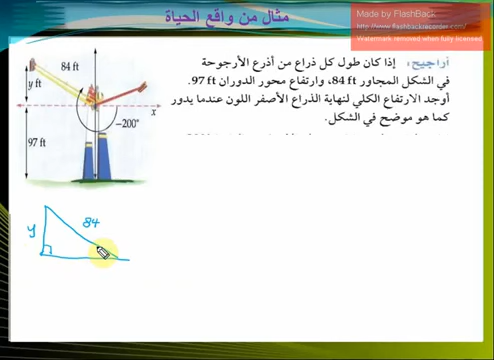 مثال من واقع الحياة
Made by FlashBack
www.flashbackrecorder.com/
Watermark removed when fully licensed
أراجيح: إذا كان طول كل ذراع من أذرع الأرجوحة
في الشكل المجاور 84 ft، وارتفاع محور الدوران 97 ft.
أوجد الارتفاع الكلي لنهاية الذراع الأصفر اللون عندما يدور
كما هو موضح في الشكل.
84 ft
y ft
x
−200°
97 ft
y
84